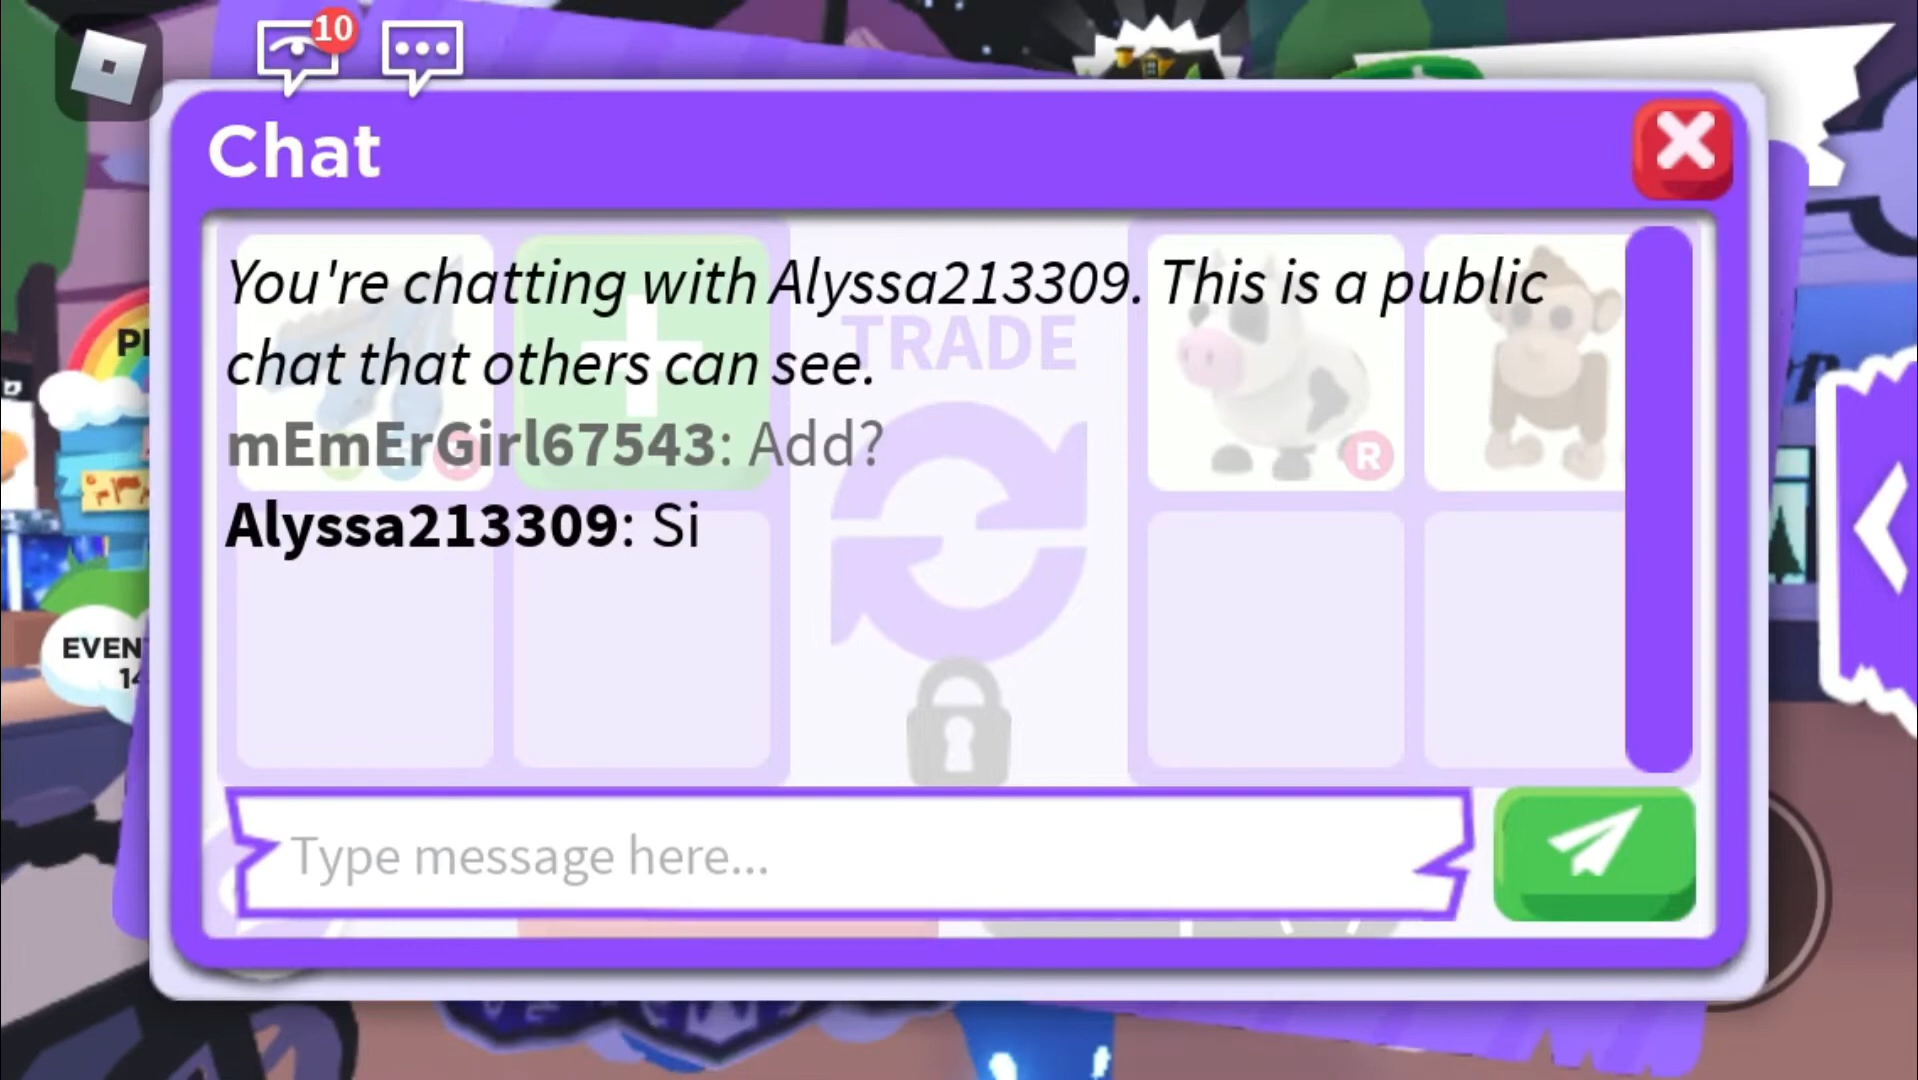 10
Chat
You're chatting with Alyssa213309. This is a public
chat that others can see.
TRADE
mEmErGirl67543: Add?
R
Alyssa213309: Si
EVEN
14
Type message here...